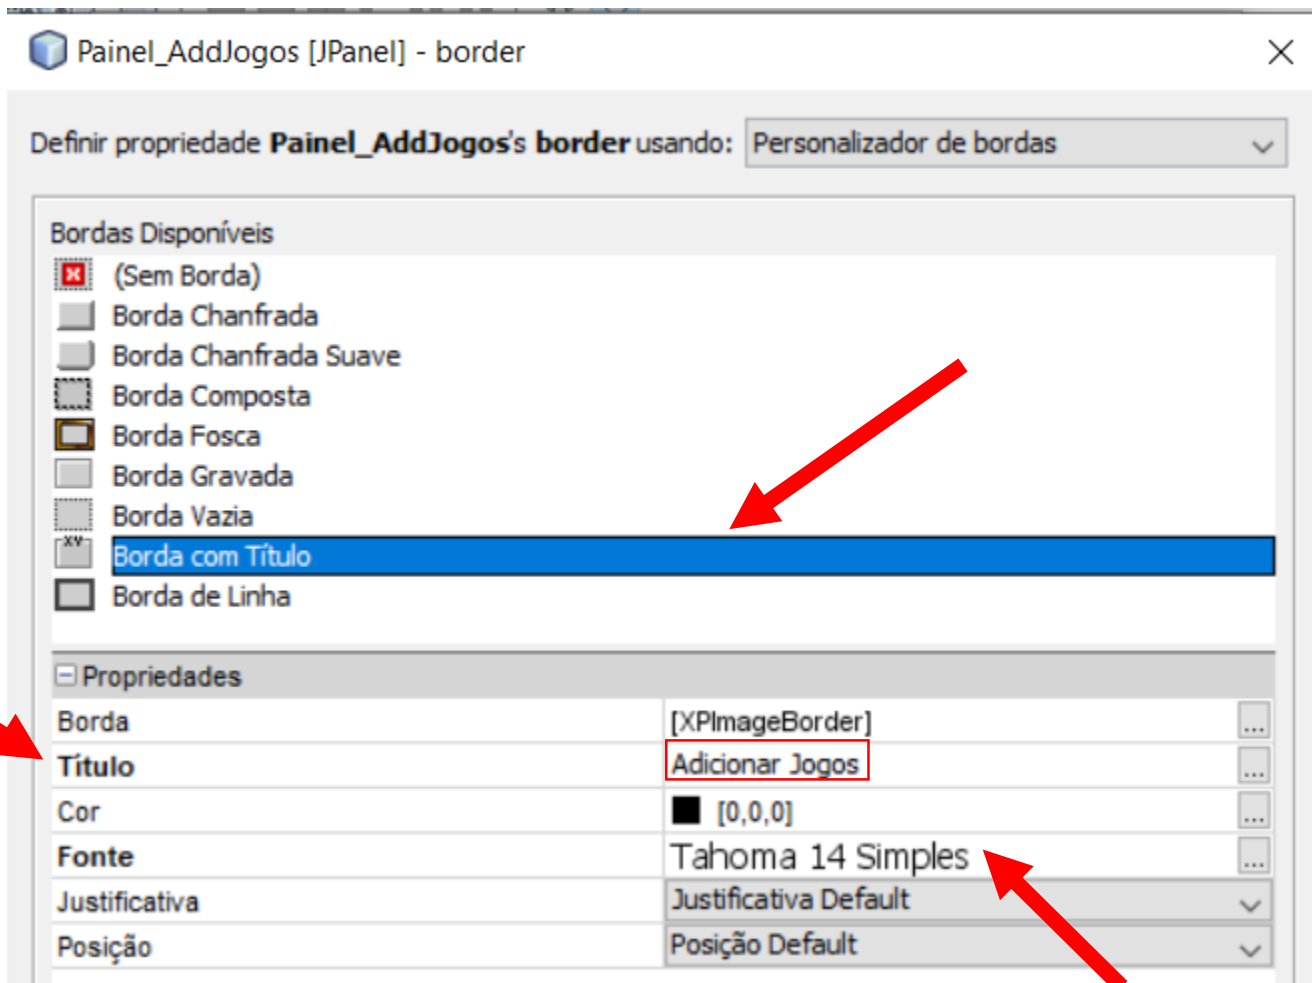 Painel_AddJogos [JPanel] - border
Definir propriedade Painel_AddJogos's border usando: Personalizador de bordas
Bordas Disponíveis
(Sem Borda)
Borda Chanfrada
Borda Chanfrada Suave
Borda Composta
Borda Fosca
Borda Gravada
Borda Vazia
XY
Borda com Título
Borda de Linha
Propriedades
Borda [XPImageBorder] ...
Título Adicionar Jogos ...
Cor [0,0,0] ...
Fonte Tahoma 14 Simples ...
Justificativa Justificativa Default
Posição Posição Default